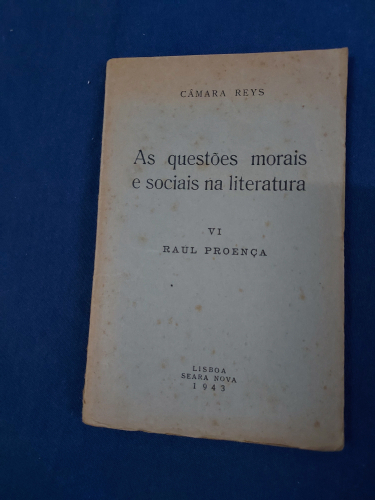 CÂMARA REYS
As questões morais
e sociais na literatura
VI
RAUL PROENÇA
LISBOA
SEARA NOVA
1943